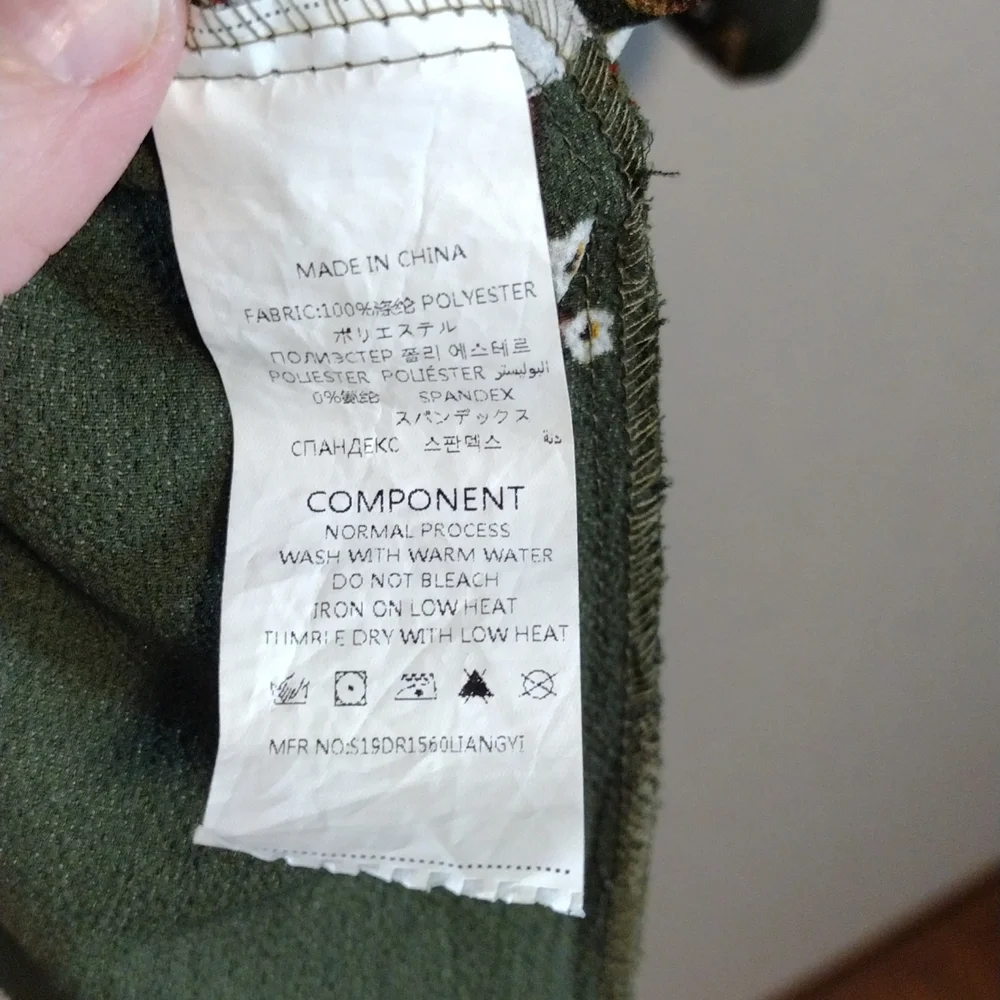 MADE IN CHINA
FABRIC:100%涤纶 POLYESTER
ポリエステル
ПОЛИЭСТЕР 폴리 에스테르
POLIESTER POLIÉSTER البوليستر
0%氨纶 SPANDEX
スパンデックス
СПАНДЕКС 스판덱스
COMPONENT
NORMAL PROCESS
WASH WITH WARM WATER
DO NOT BLEACH
IRON ON LOW HEAT
TUMBLE DRY WITH LOW HEAT
MFR NO:S19DR1560LIANGYI